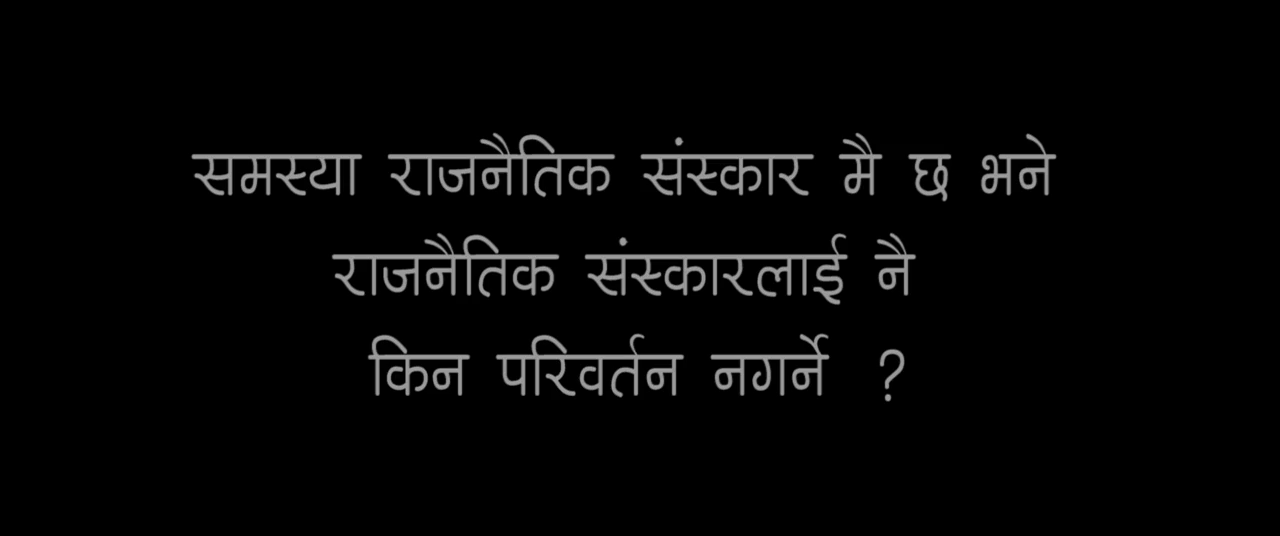 समस्या राजनैतिक संस्कार मै छ भने
राजनैतिक संस्कारलाई नै
किन परिवर्तन नगर्ने ?